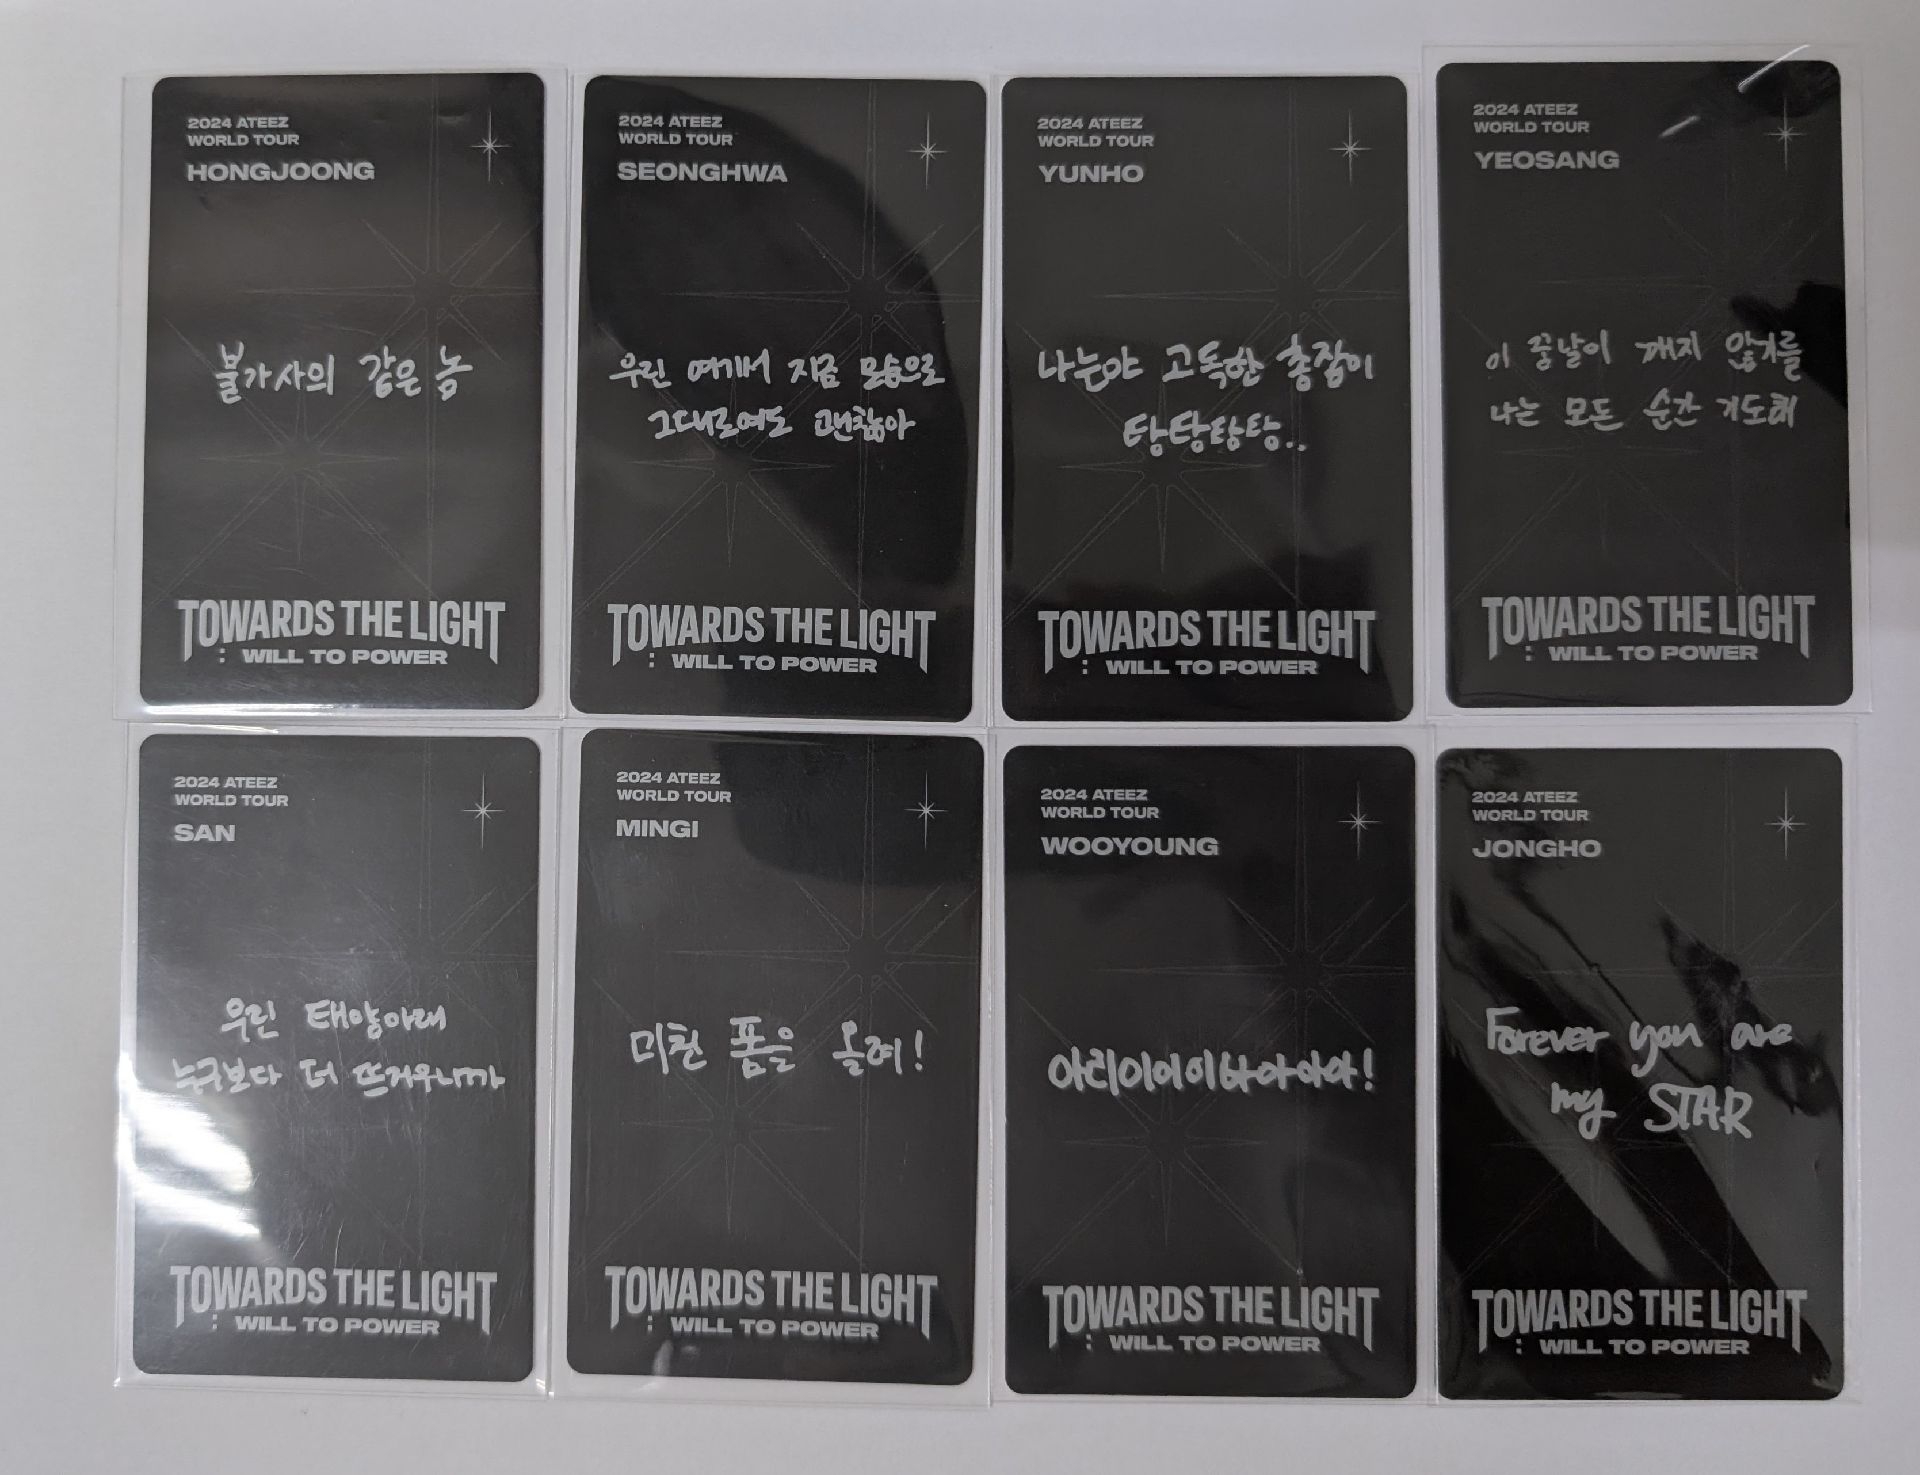 2024 ATEEZ
WORLD TOUR
HONGJOONG
불가사의 같은 놈
TOWARDS THE LIGHT
: WILL TO POWER
2024 ATEEZ
WORLD TOUR
SEONGHWA
우린 여기서 지금 모습으로
그대로여도 괜찮아
TOWARDS THE LIGHT
: WILL TO POWER
2024 ATEEZ
WORLD TOUR
YUNHO
나는야 고독한 총잡이
탕탕탕탕..
TOWARDS THE LIGHT
: WILL TO POWER
2024 ATEEZ
WORLD TOUR
YEOSANG
이 꿈날이 깨지 않기를
나는 모든 순간 기도해
TOWARDS THE LIGHT
: WILL TO POWER
2024 ATEEZ
WORLD TOUR
SAN
우린 태양아래
누구보다 더 뜨거우니까
TOWARDS THE LIGHT
: WILL TO POWER
2024 ATEEZ
WORLD TOUR
MINGI
미친 폼을 올려!
TOWARDS THE LIGHT
: WILL TO POWER
2024 ATEEZ
WORLD TOUR
WOOYOUNG
아리이이이바아아아!
TOWARDS THE LIGHT
: WILL TO POWER
2024 ATEEZ
WORLD TOUR
JONGHO
Forever you are
my STAR
TOWARDS THE LIGHT
: WILL TO POWER